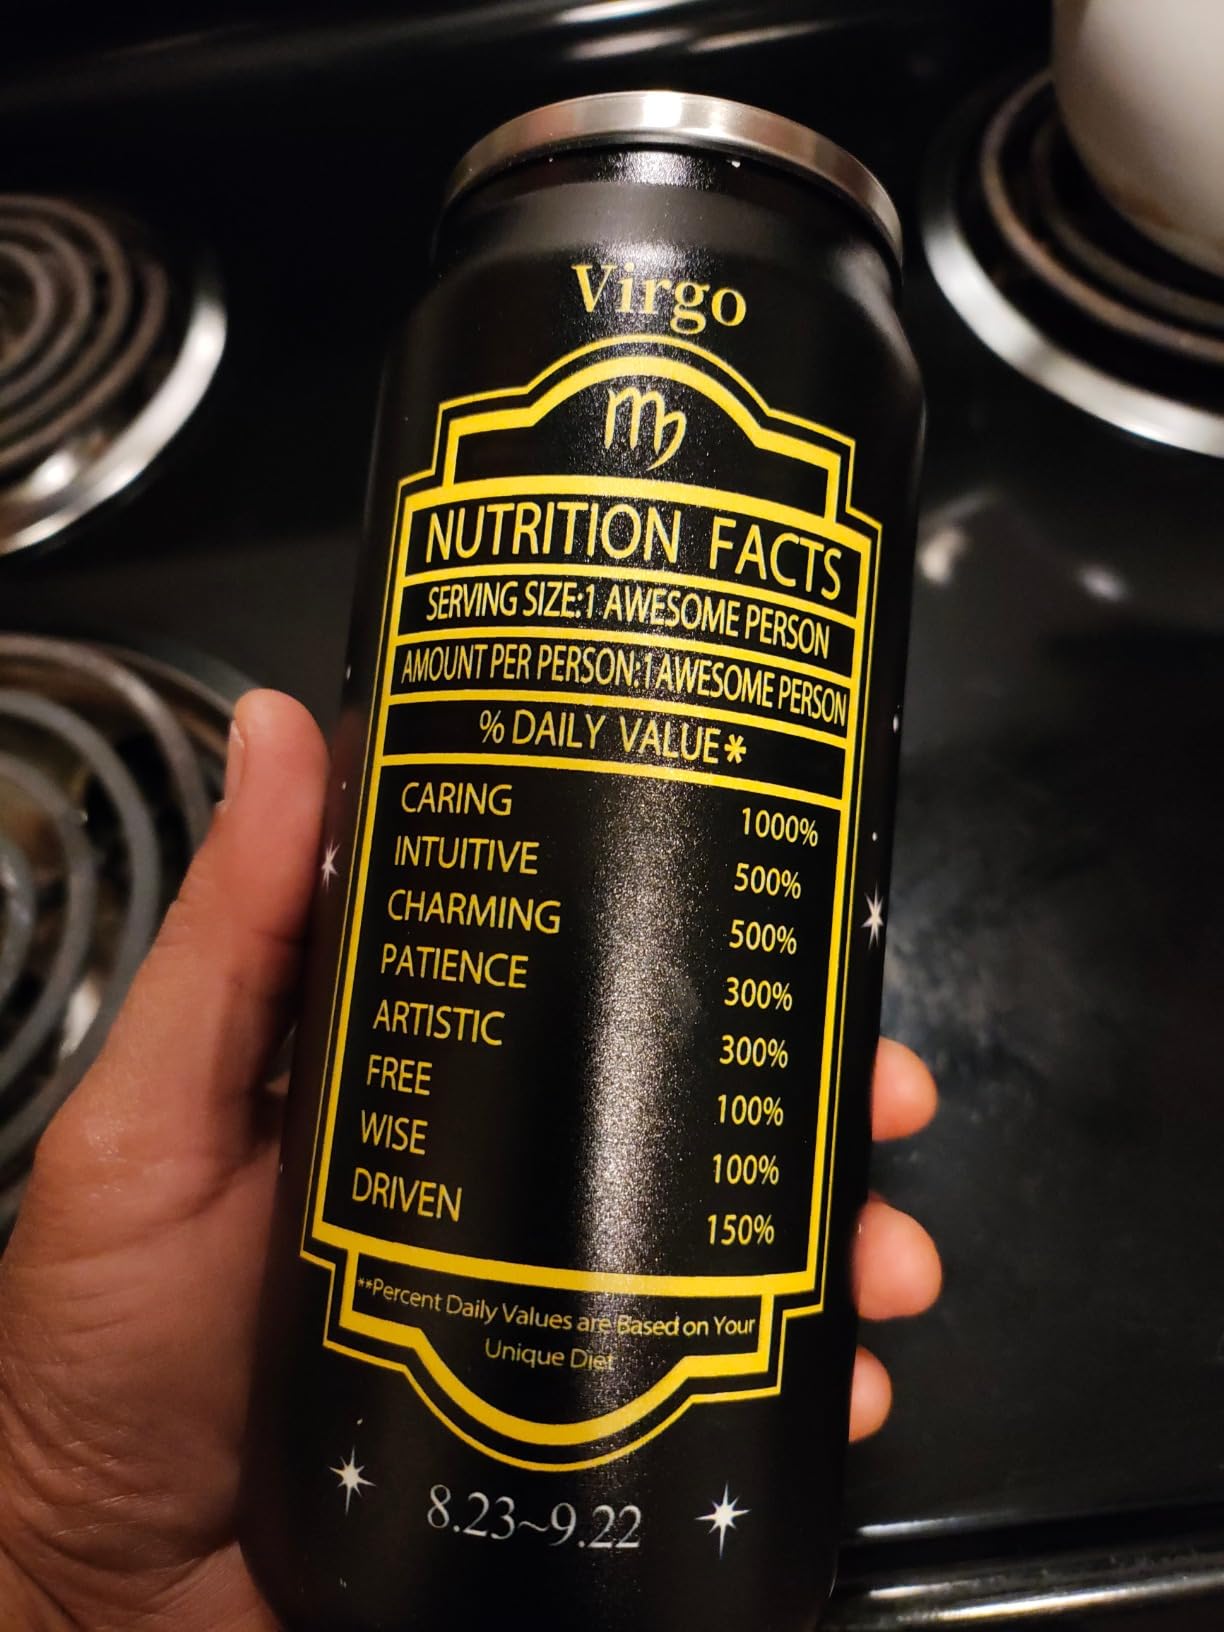 Virgo
NUTRITION FACTS
SERVING SIZE:1 AWESOME PERSON
AMOUNT PER PERSON:1 AWESOME PERSON
% DAILY VALUE*
CARING 1000%
INTUITIVE 500%
CHARMING 500%
PATIENCE 300%
ARTISTIC 300%
FREE 100%
WISE 100%
DRIVEN 150%
**Percent Daily Values are Based on Your
Unique Diet
8.23~9.22